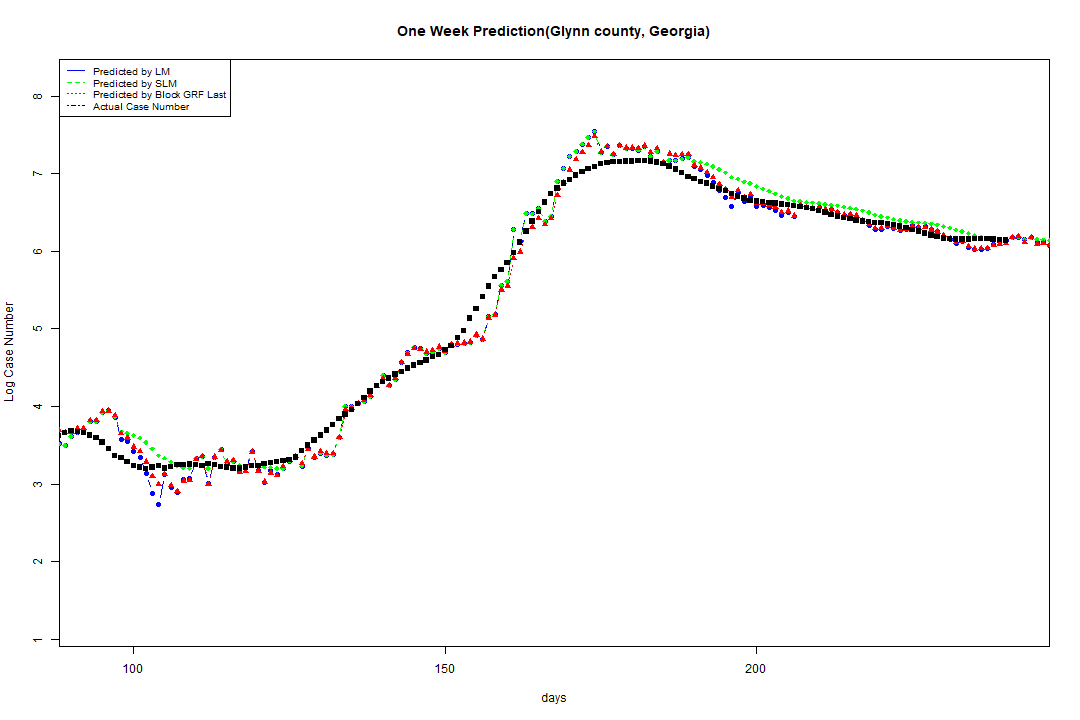 One Week Prediction(Glynn county, Georgia)
Predicted by LM
Predicted by SLM
Predicted by Block GRF Last
Actual Case Number
8
7
6
5
4
3
2
1
Log Case Number
100 150 200
days